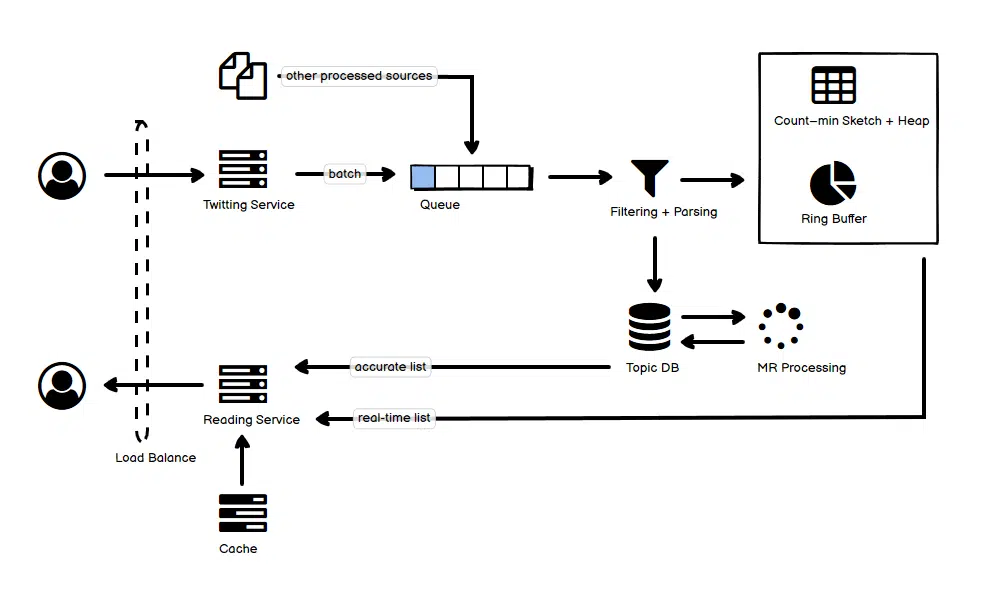 other processed sources
Count-min Sketch + Heap
batch
Twitting Service
Queue
Filtering + Parsing
Ring Buffer
accurate list
Topic DB
MR Processing
real-time list
Reading Service
Load Balance
Cache